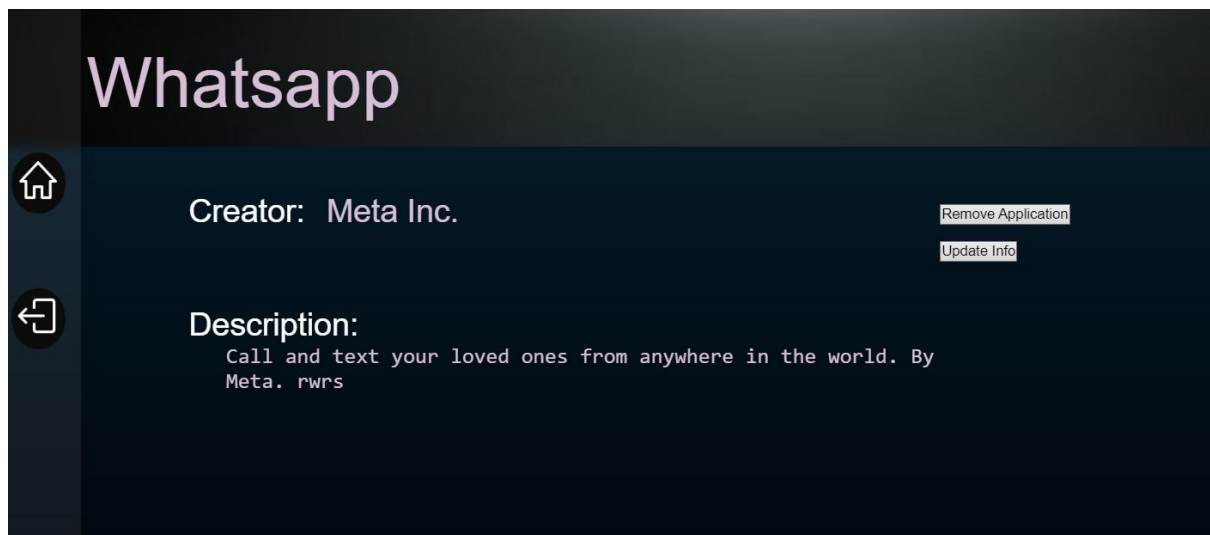 Whatsapp
Creator: Meta Inc.
Remove Application
Update Info
Description:
Call and text your loved ones from anywhere in the world. By
Meta. rwrs